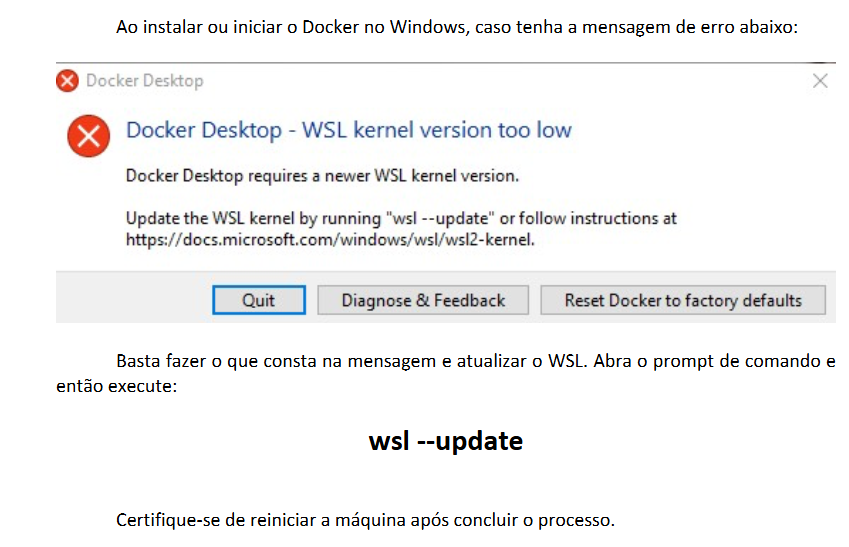 Ao instalar ou iniciar o Docker no Windows, caso tenha a mensagem de erro abaixo:
Docker Desktop
Docker Desktop - WSL kernel version too low
Docker Desktop requires a newer WSL kernel version.
Update the WSL kernel by running "wsl --update" or follow instructions at
https://docs.microsoft.com/windows/wsl/wsl2-kernel.
Quit Diagnose & Feedback Reset Docker to factory defaults
Basta fazer o que consta na mensagem e atualizar o WSL. Abra o prompt de comando e
então execute:
wsl --update
Certifique-se de reiniciar a máquina após concluir o processo.